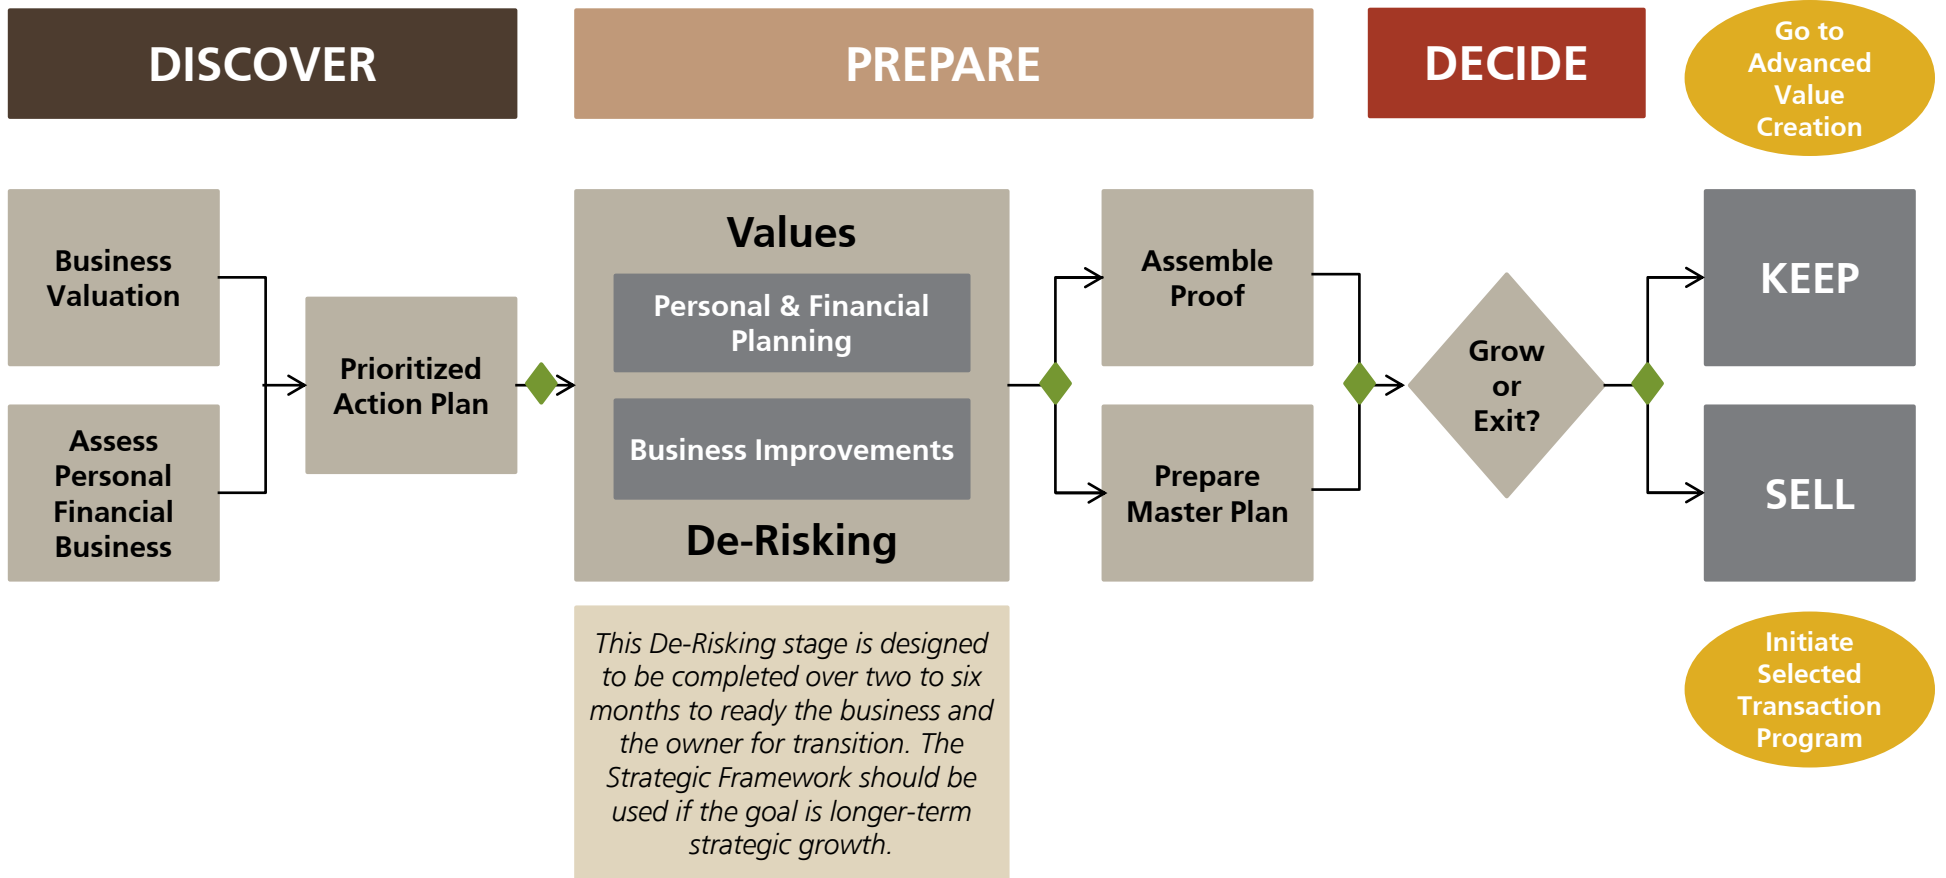 DISCOVER
PREPARE
DECIDE
Go to
Advanced
Value
Creation
Business
Valuation
Assess
Personal
Financial
Business
Prioritized
Action Plan
Values
Personal & Financial
Planning
Business Improvements
De-Risking
This De-Risking stage is designed
to be completed over two to six
months to ready the business and
the owner for transition. The
Strategic Framework should be
used if the goal is longer-term
strategic growth.
Assemble
Proof
Prepare
Master Plan
Grow
or
Exit?
KEEP
SELL
Initiate
Selected
Transaction
Program